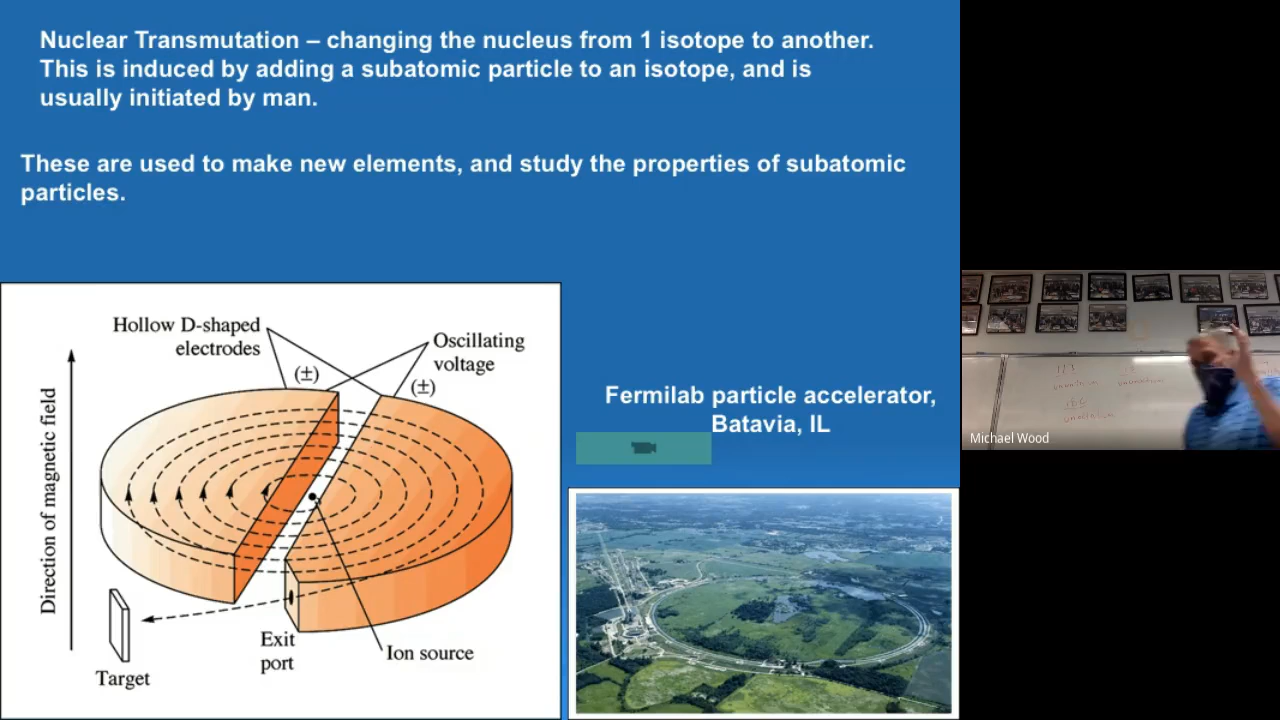 Nuclear Transmutation – changing the nucleus from 1 isotope to another.
This is induced by adding a subatomic particle to an isotope, and is
usually initiated by man.
These are used to make new elements, and study the properties of subatomic
particles.
Hollow D-shaped
electrodes
Oscillating
voltage
(±)
(±)
Direction of magnetic field
Exit
port
Ion source
Target
Fermilab particle accelerator,
Batavia, IL
Michael Wood